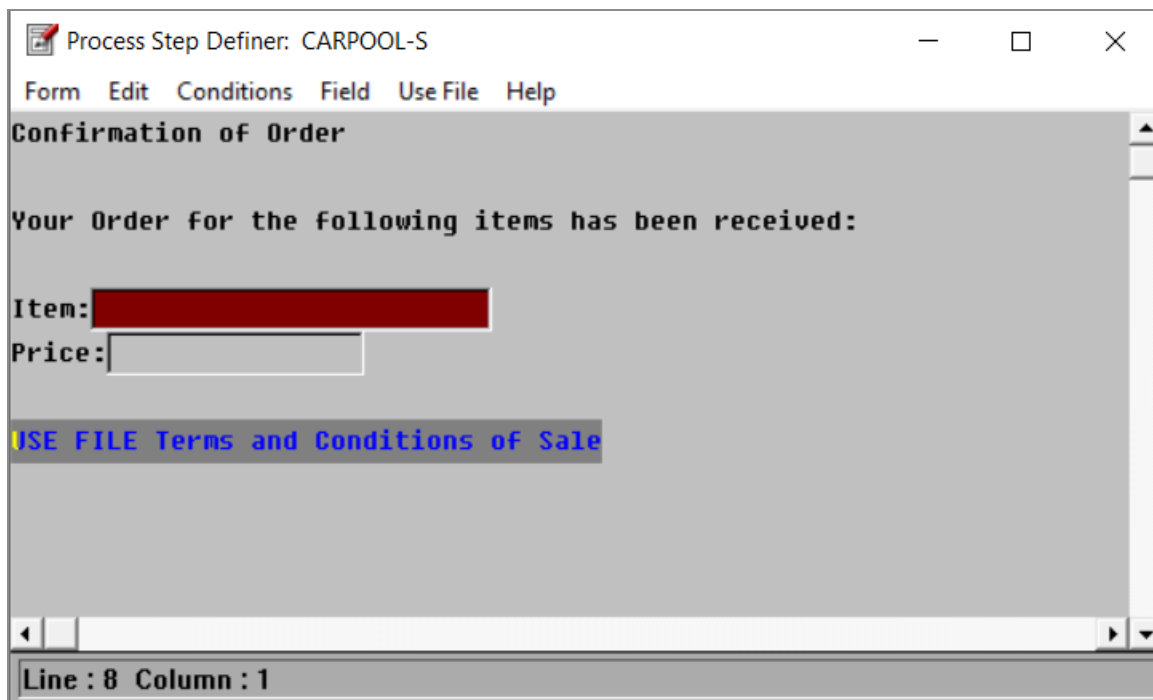 Process Step Definer: CARPOOL-S
Form Edit Conditions Field Use File Help
Confirmation of Order
Your Order for the following items has been received:
Item:
Price:
USE FILE Terms and Conditions of Sale
Line : 8 Column : 1